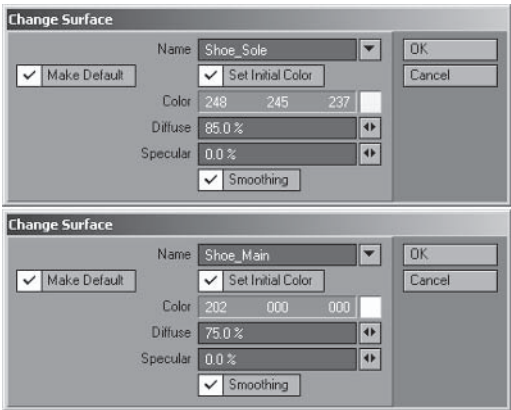 Change Surface
Name Shoe_Sole OK
Make Default Set Initial Color Cancel
Color 248 245 237
Diffuse 85.0 %
Specular 0.0 %
Smoothing
Change Surface
Name Shoe_Main OK
Make Default Set Initial Color Cancel
Color 202 000 000
Diffuse 75.0 %
Specular 0.0 %
Smoothing